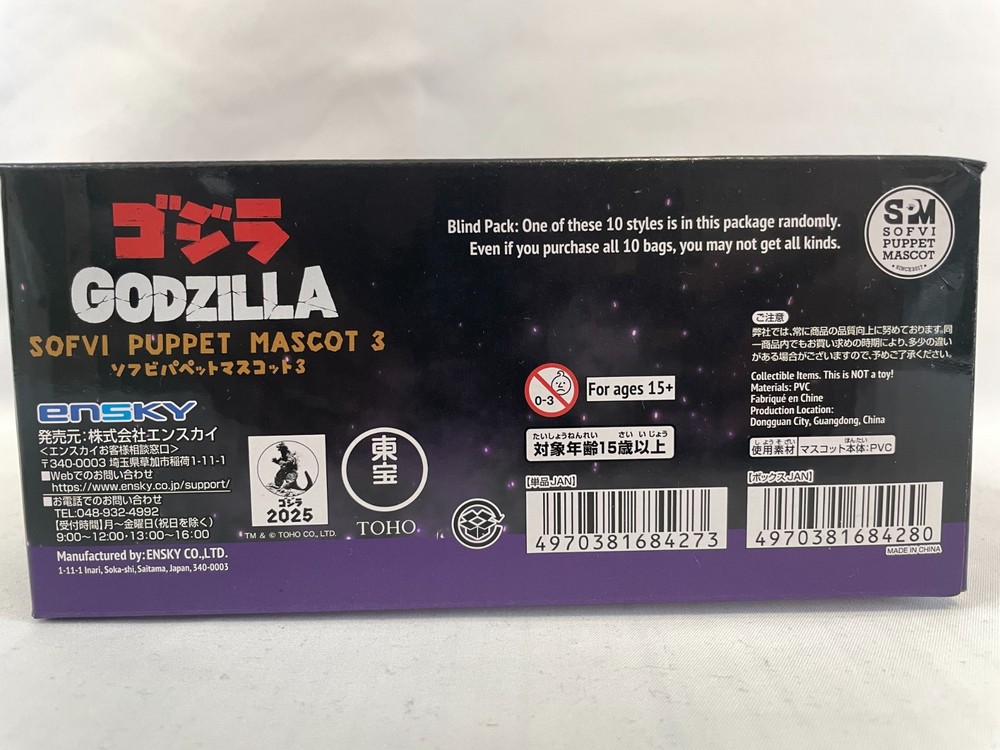 ゴジラ
GODZILLA
SOFVI PUPPET MASCOT 3
ソフビパペットマスコット3
ensky
発売元:株式会社エンスカイ
<エンスカイお客様相談窓口>
〒340-0003 埼玉県草加市稲荷1-11-1
■Webでのお問い合わせ
https://www.ensky.co.jp/support/
■お電話でのお問い合わせ
TEL:048-932-4992
【受付時間】月~金曜日(祝日を除く)
9:00~12:00・13:00~16:00
Manufactured by: ENSKY CO.,LTD.
1-11-1 Inari, Soka-shi, Saitama, Japan, 340-0003
ゴジラ
2025
TM & © TOHO CO., LTD.
東宝
TOHO
Blind Pack: One of these 10 styles is in this package randomly.
Even if you purchase all 10 bags, you may not get all kinds.
SPM
SOFVI
PUPPET
MASCOT
SINCE2017
0-3
For ages 15+
たいしょうねんれい さい いじょう
対象年齢15歳以上
[単品JAN]
4970381684273
ご注意
弊社では、常に商品の品質向上に努めております。同
一商品内でもお買い求めの時期により、多少の違い
がある場合がございますので、予めご了承ください。
Collectible Items. This is NOT a toy!
Materials: PVC
Fabriqué en Chine
Production Location:
Dongguan City, Guangdong, China
しようそざい ほんたい
使用素材 マスコット本体:PVC
[ボックスJAN]
4970381684280
MADE IN CHINA